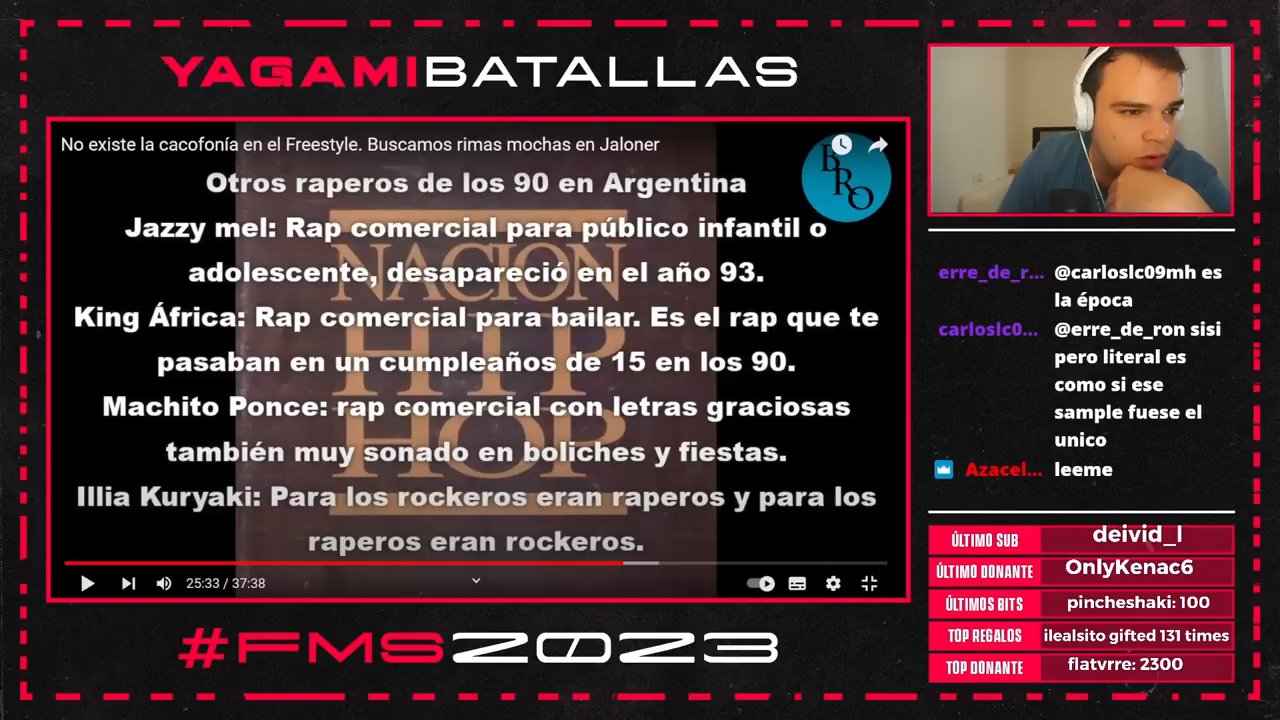 YAGAMIBATALLAS
No existe la cacofonía en el Freestyle. Buscamos rimas mochas en Jaloner
BRO
Otros raperos de los 90 en Argentina
Jazzy mel: Rap comercial para público infantil o
adolescente, desapareció en el año 93.
King África: Rap comercial para bailar. Es el rap que te
pasaban en un cumpleaños de 15 en los 90.
Machito Ponce: rap comercial con letras graciosas
también muy sonado en boliches y fiestas.
Illia Kuryaki: Para los rockeros eran raperos y para los
raperos eran rockeros.
NACION
HIP
HOP
25:33 / 37:38
#FMS2023
erre_de_r... @carloslc09mh es
la época
carloslc0... @erre_de_ron sisi
pero literal es
como si ese
sample fuese el
unico
Azacel... leeme
ÚLTIMO SUB deivid_l
ÚLTIMO DONANTE OnlyKenac6
ÚLTIMOS BITS pincheshaki: 100
TOP REGALOS ilealsito gifted 131 times
TOP DONANTE flatvrre: 2300